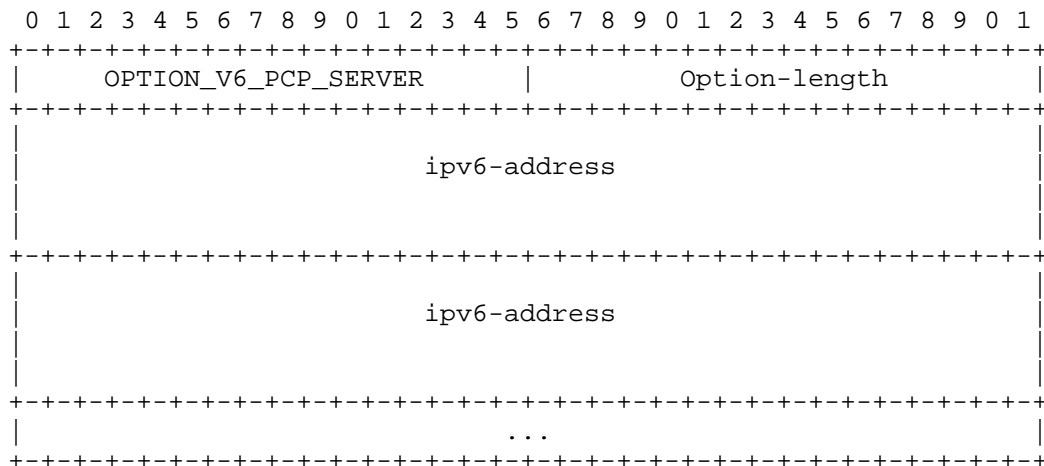 0 1 2 3 4 5 6 7 8 9 0 1 2 3 4 5 6 7 8 9 0 1 2 3 4 5 6 7 8 9 0 1
+-+-+-+-+-+-+-+-+-+-+-+-+-+-+-+-+-+-+-+-+-+-+-+-+-+-+-+-+-+-+-+-+
|      OPTION_V6_PCP_SERVER     |         Option-length         |
+-+-+-+-+-+-+-+-+-+-+-+-+-+-+-+-+-+-+-+-+-+-+-+-+-+-+-+-+-+-+-+-+
|                                                               |
|                          ipv6-address                         |
|                                                               |
|                                                               |
+-+-+-+-+-+-+-+-+-+-+-+-+-+-+-+-+-+-+-+-+-+-+-+-+-+-+-+-+-+-+-+-+
|                                                               |
|                          ipv6-address                         |
|                                                               |
|                                                               |
+-+-+-+-+-+-+-+-+-+-+-+-+-+-+-+-+-+-+-+-+-+-+-+-+-+-+-+-+-+-+-+-+
|                               ...                             |
+-+-+-+-+-+-+-+-+-+-+-+-+-+-+-+-+-+-+-+-+-+-+-+-+-+-+-+-+-+-+-+-+